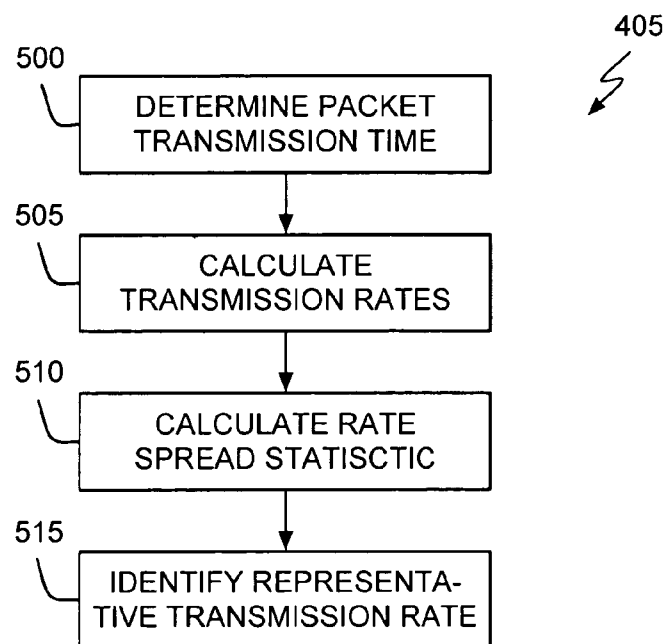 405
500
DETERMINE PACKET
TRANSMISSION TIME
505
CALCULATE
TRANSMISSION RATES
510
CALCULATE RATE
SPREAD STATISCTIC
515
IDENTIFY REPRESENTA-
TIVE TRANSMISSION RATE